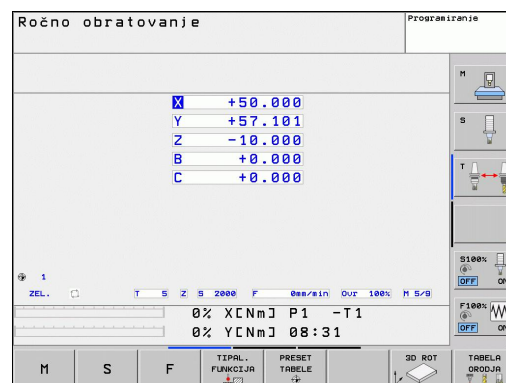 Ročno obratovanje
Programiranje
M
X +50.000
Y +57.101
S
Z -10.000
B +0.000
T
C +0.000
S100%
OFF ON
1
ZEL. T 5 Z S 2000 F 0mm/min Ovr 100% M 5/9
0% X[Nm] P1 -T1
F100%
OFF ON
0% Y[Nm] 08:31
M S F TIPAL. FUNKCIJA PRESET TABELE 3D ROT TABELA ORODJA